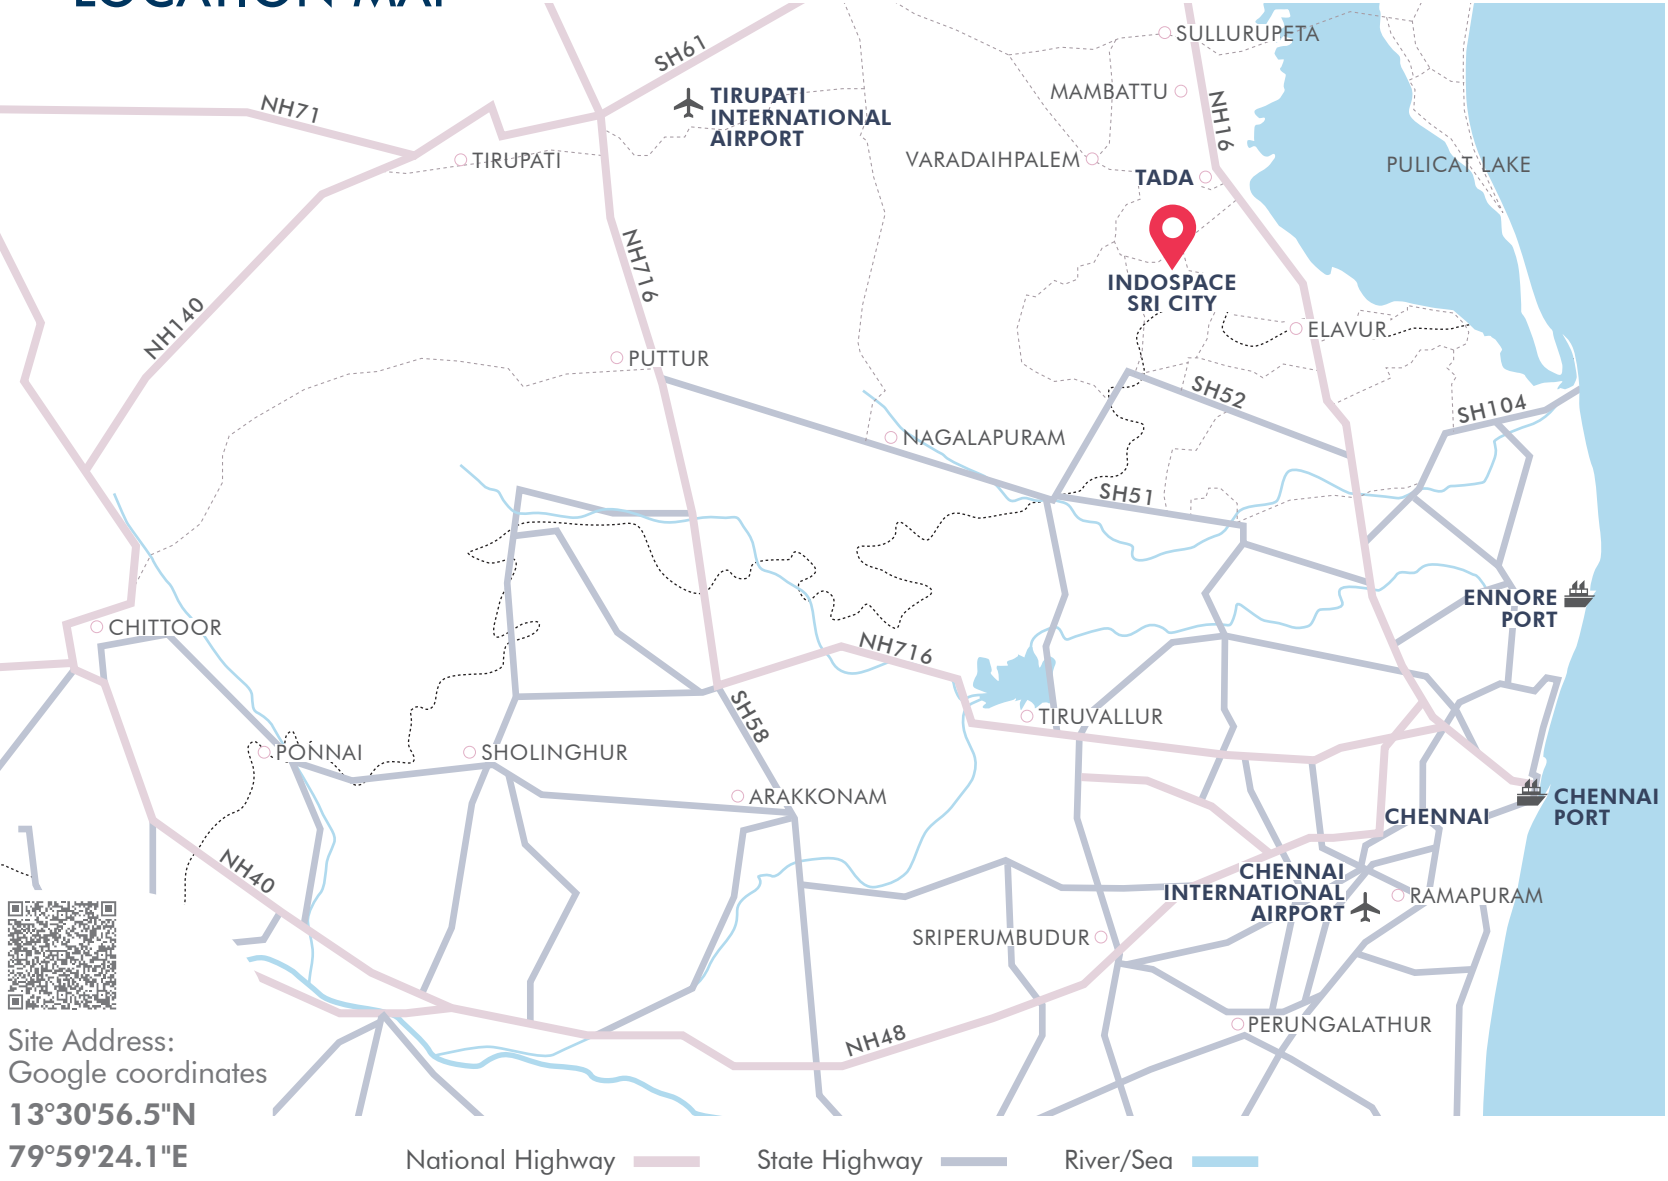 LOCATION MAP
SULLURUPETA
SH61
MAMBATTU
TIRUPATI
INTERNATIONAL
AIRPORT
NH71
NH16
VARADAIHPALEM
TIRUPATI
PULICAT LAKE
TADA
NH716
INDOSPACE
SRI CITY
NH140
ELAVUR
PUTTUR
SH52
SH104
NAGALAPURAM
SH51
ENNORE
PORT
CHITTOOR
NH716
SH58
TIRUVALLUR
PONNAI
SHOLINGHUR
ARAKKONAM
CHENNAI
PORT
CHENNAI
NH40
CHENNAI
INTERNATIONAL
AIRPORT
RAMAPURAM
SRIPERUMBUDUR
PERUNGALATHUR
NH48
Site Address:
Google coordinates
13°30'56.5"N
79°59'24.1"E
National Highway
State Highway
River/Sea